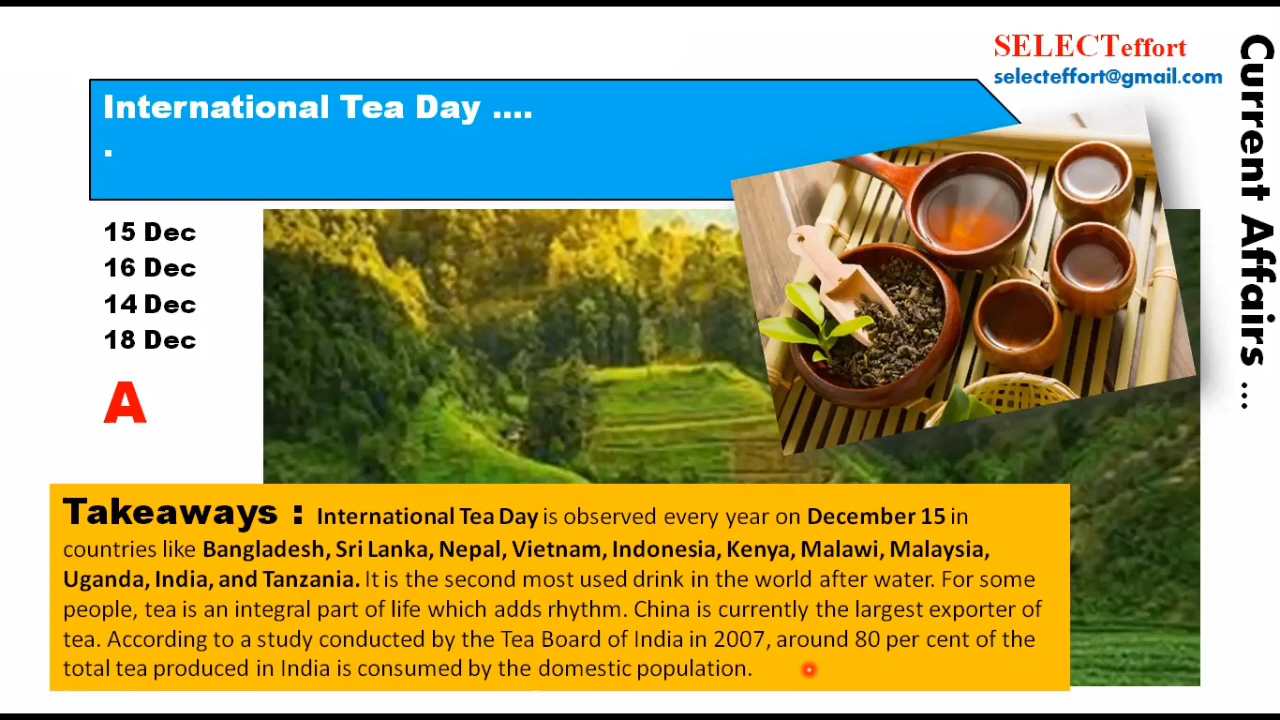 SELECTeffort
selecteffort@gmail.com
Current Affairs ...
International Tea Day ....
.
15 Dec
16 Dec
14 Dec
18 Dec
A
Takeaways : International Tea Day is observed every year on December 15 in
countries like Bangladesh, Sri Lanka, Nepal, Vietnam, Indonesia, Kenya, Malawi, Malaysia,
Uganda, India, and Tanzania. It is the second most used drink in the world after water. For some
people, tea is an integral part of life which adds rhythm. China is currently the largest exporter of
tea. According to a study conducted by the Tea Board of India in 2007, around 80 per cent of the
total tea produced in India is consumed by the domestic population.